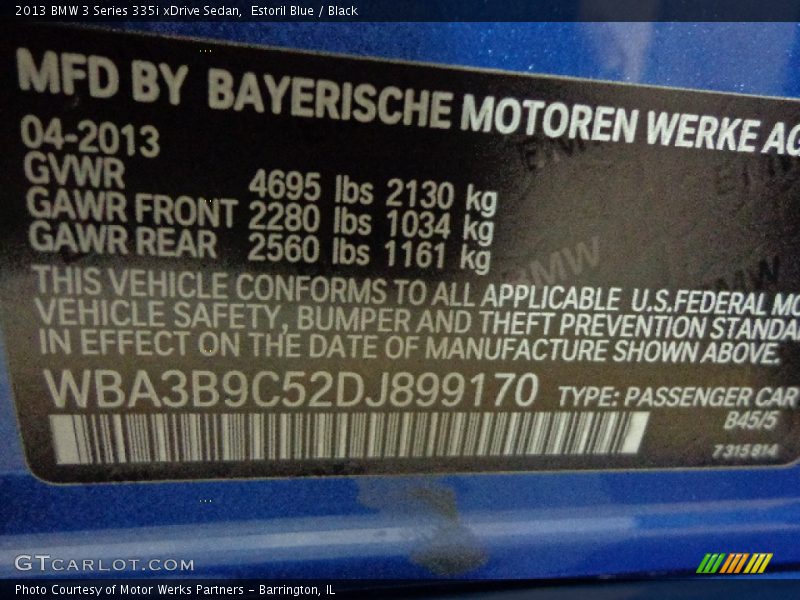 2013 BMW 3 Series 335i xDrive Sedan,  Estoril Blue / Black
MFD BY BAYERISCHE MOTOREN WERKE AG
04-2013
GVWR 4695 lbs 2130 kg
GAWR FRONT 2280 lbs 1034 kg
GAWR REAR 2560 lbs 1161 kg
THIS VEHICLE CONFORMS TO ALL APPLICABLE U.S.FEDERAL MO
VEHICLE SAFETY, BUMPER AND THEFT PREVENTION STANDA
IN EFFECT ON THE DATE OF MANUFACTURE SHOWN ABOVE.
WBA3B9C52DJ899170 TYPE: PASSENGER CAR
B45/5
7315814
GTCARLOT.COM
Photo Courtesy of Motor Werks Partners - Barrington, IL